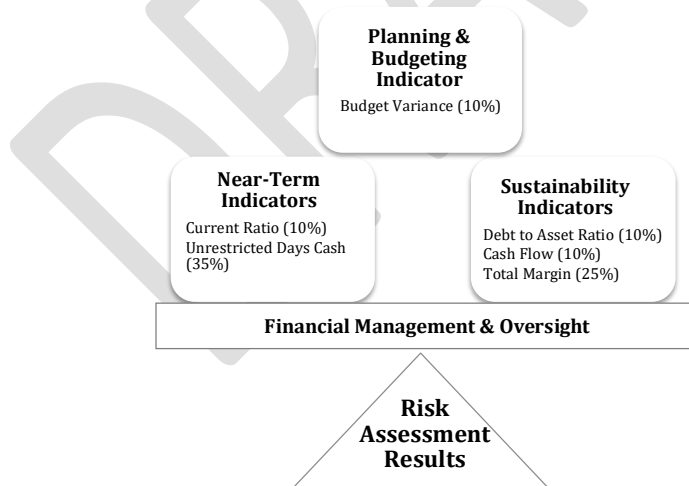 Planning &
Budgeting
Indicator
Budget Variance (10%)
Near-Term
Indicators
Current Ratio (10%)
Unrestricted Days Cash
(35%)
Sustainability
Indicators
Debt to Asset Ratio (10%)
Cash Flow (10%)
Total Margin (25%)
Financial Management & Oversight
Risk
Assessment
Results